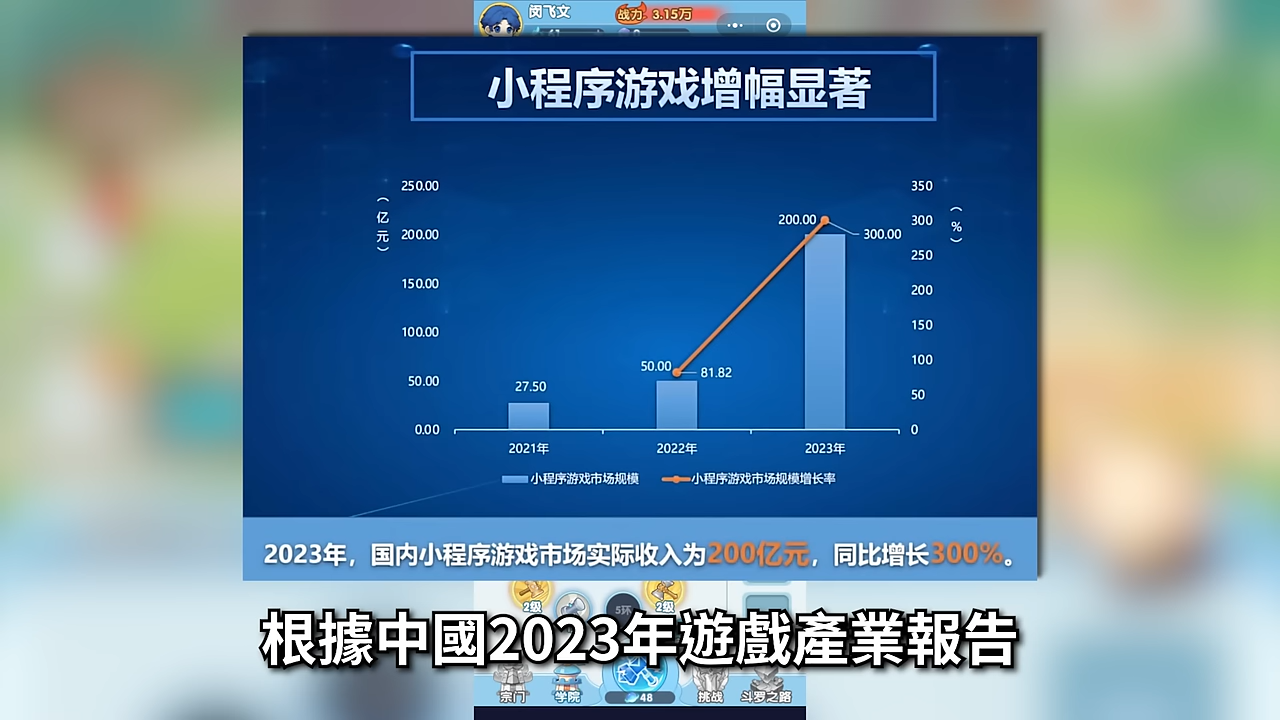 闵飞文
战力 3.15万
小程序游戏增幅显著
（亿元）
250.00
200.00
150.00
100.00
50.00
0.00
（%）
350
300
250
200
150
100
50
0
27.50
50.00
81.82
200.00
300.00
2021年
2022年
2023年
小程序游戏市场规模
小程序游戏市场规模增长率
2023年，国内小程序游戏市场实际收入为200亿元，同比增长300%。
2级
5环
2级
根據中國2023年遊戲產業報告
宗门
学院
48
挑战
斗罗之路